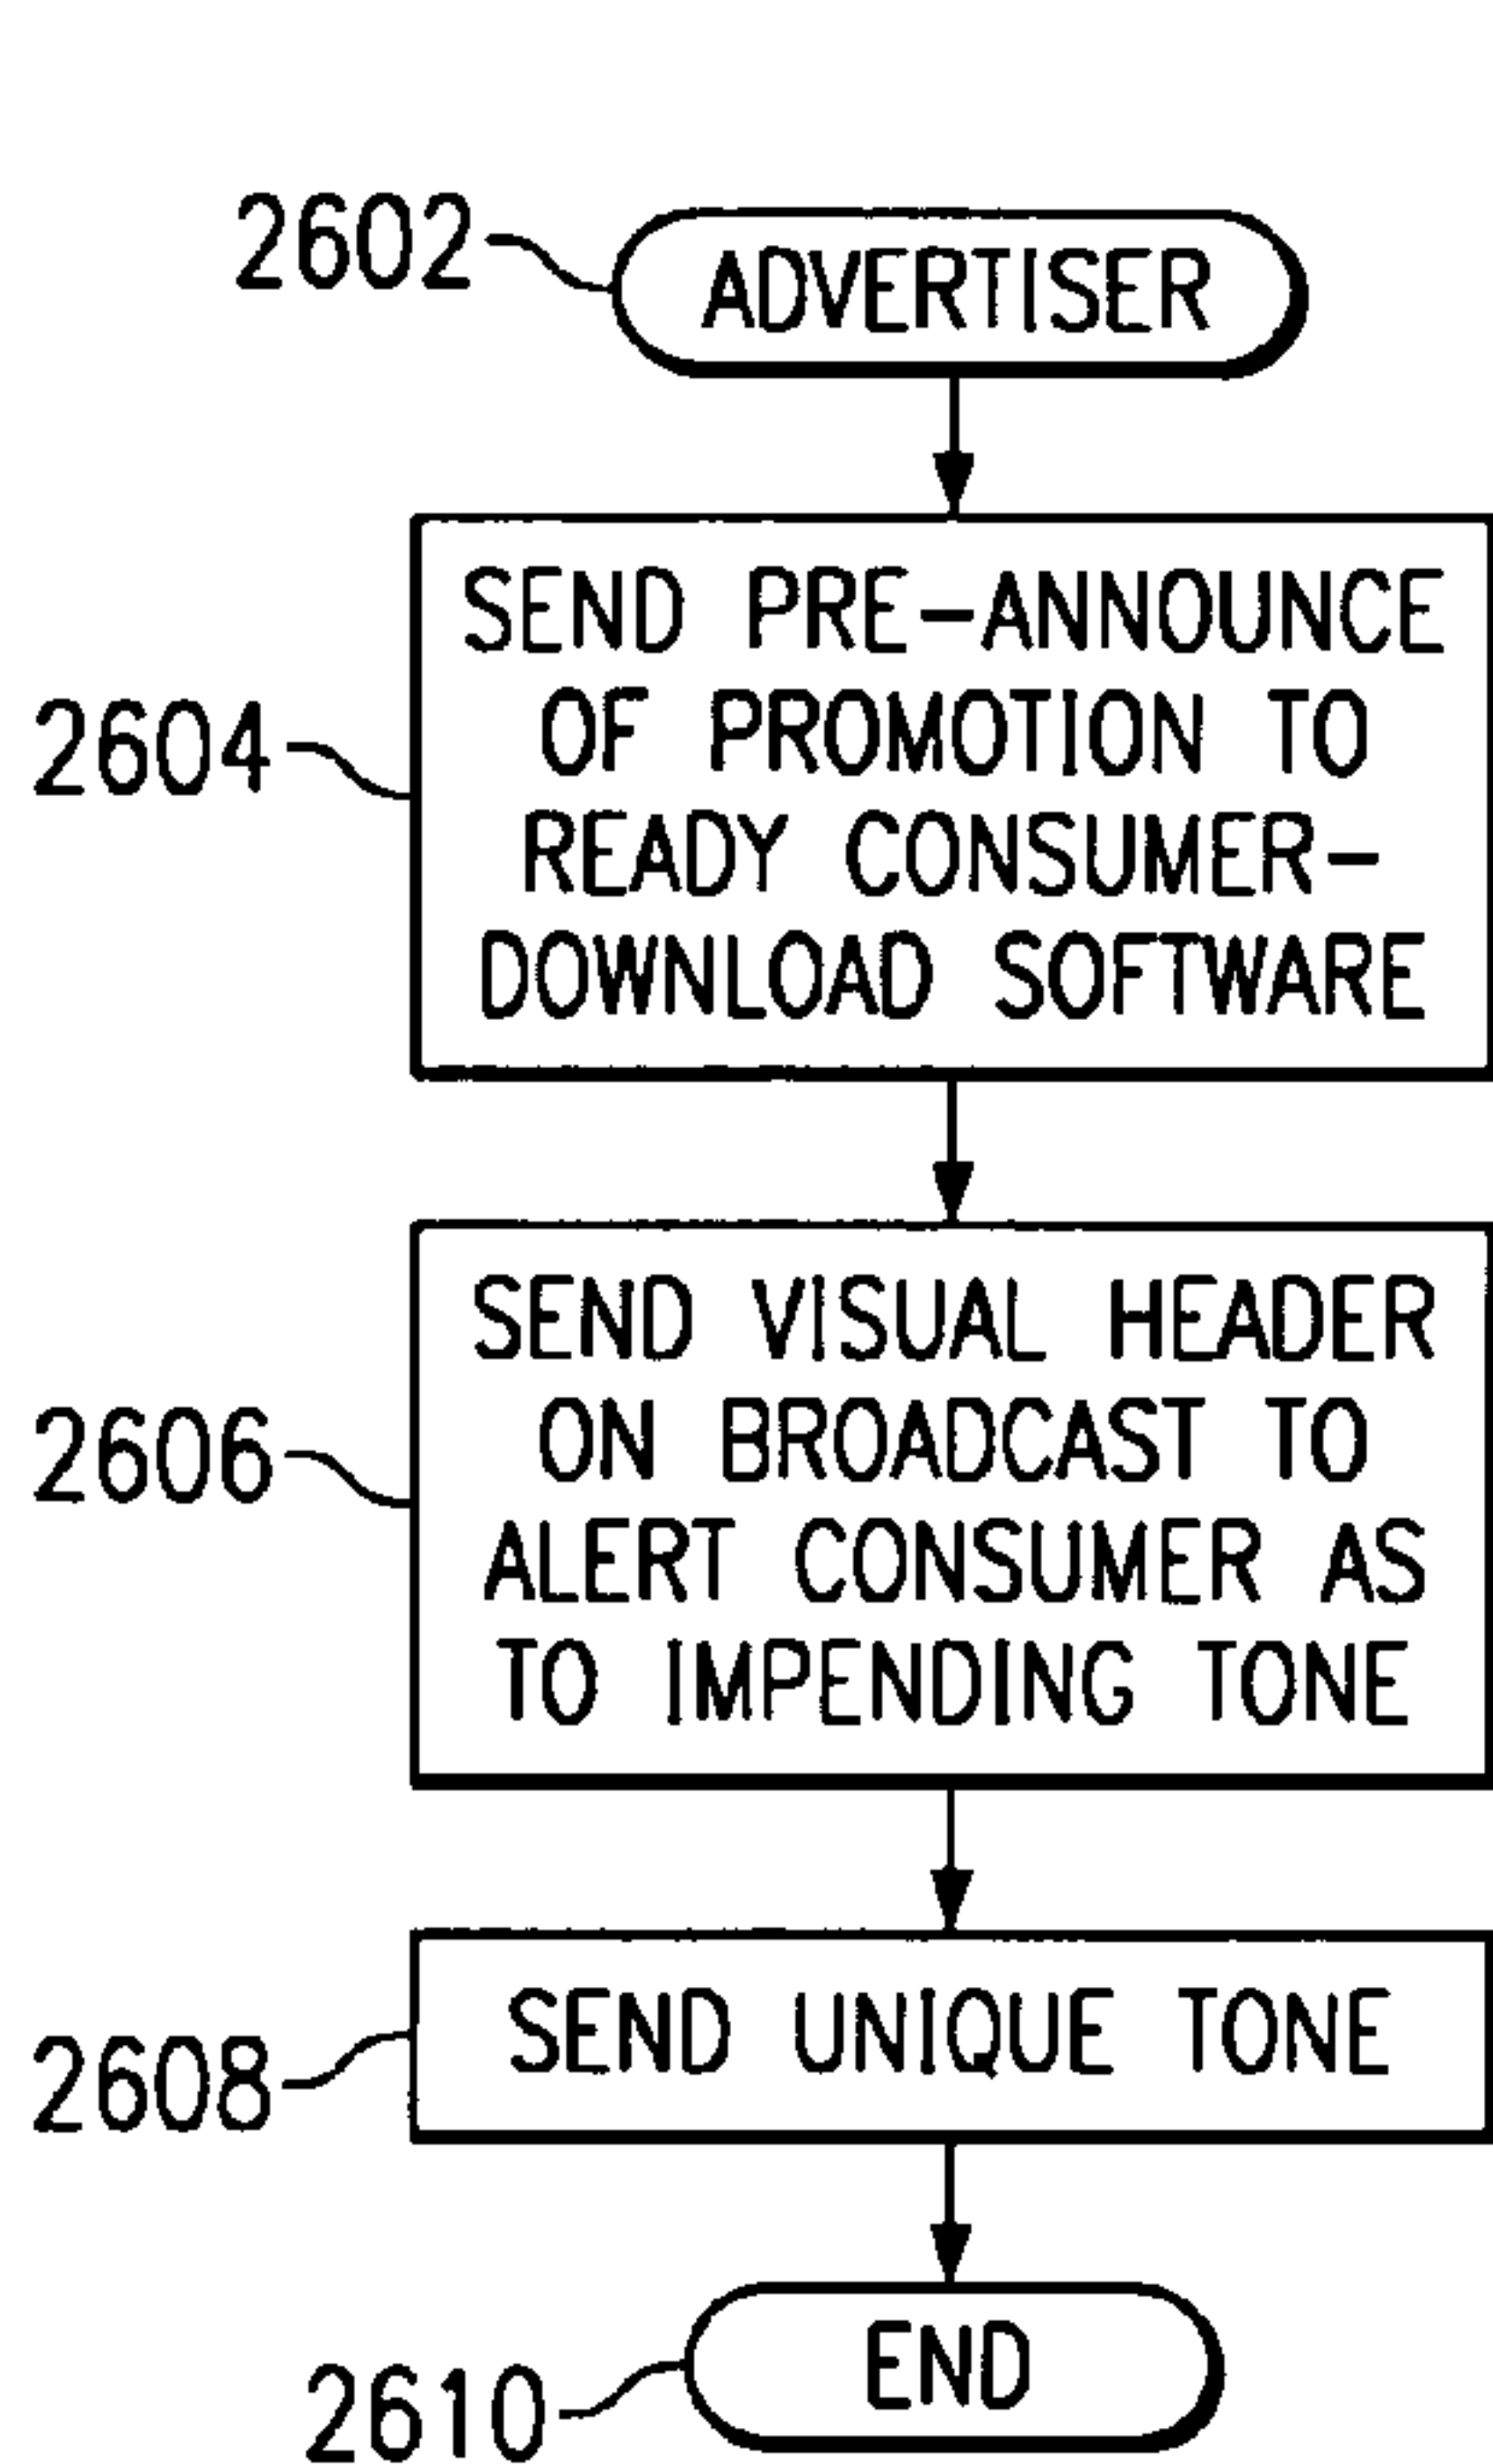 2602
ADVERTISER
SEND PRE-ANNOUNCE
OF PROMOTION TO
READY CONSUMER-
DOWNLOAD SOFTWARE
2604
SEND VISUAL HEADER
ON BROADCAST TO
ALERT CONSUMER AS
TO IMPENDING TONE
2606
SEND UNIQUE TONE
2608
END
2610